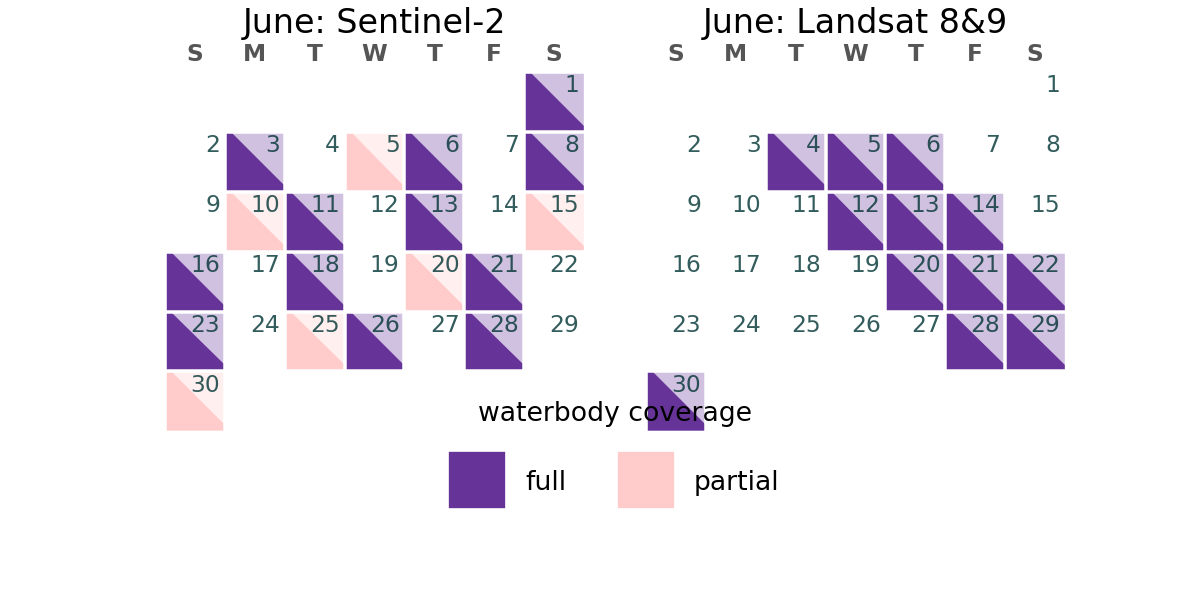 June: Sentinel-2
S M T W T F S
1
2 3 4 5 6 7 8
9 10 11 12 13 14 15
16 17 18 19 20 21 22
23 24 25 26 27 28 29
30
June: Landsat 8&9
S M T W T F S
1
2 3 4 5 6 7 8
9 10 11 12 13 14 15
16 17 18 19 20 21 22
23 24 25 26 27 28 29
30
waterbody coverage
full partial